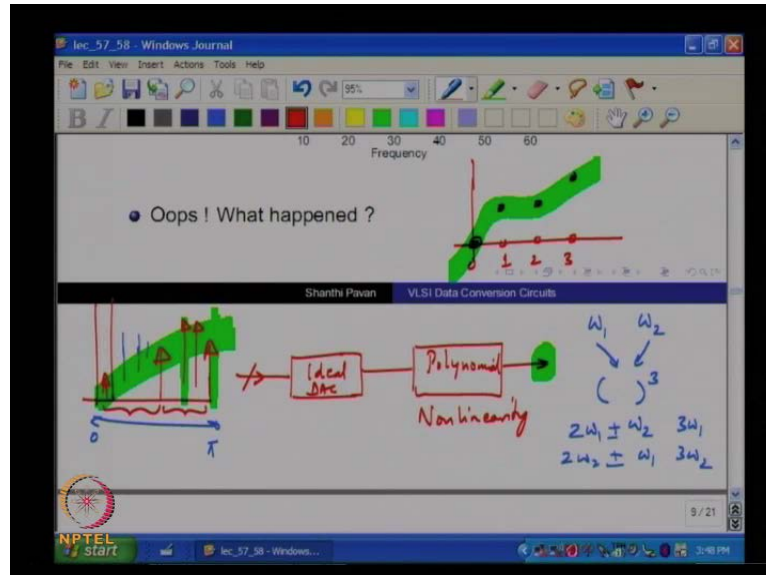 lec_57_58 - Windows Journal
File Edit View Insert Actions Tools Help
95%
B I
10 20 30 40 50 60
Frequency
• Oops ! What happened ?
0 1 2 3
Shanthi Pavan VLSI Data Conversion Circuits
0 π
Ideal DAC
Polynomial
Nonlinearity
ω₁ ω₂
( )³
2ω₁ ± ω₂ 3ω₁
2ω₂ ± ω₁ 3ω₂
9 / 21
NPTEL
start
lec_57_58 - Windows...
3:48 PM